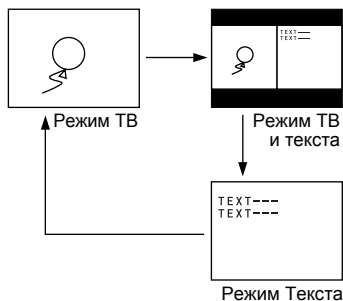 TEXT
TEXT
Режим ТВ
Режим ТВ
и текста
TEXT---
TEXT---
Режим Текста